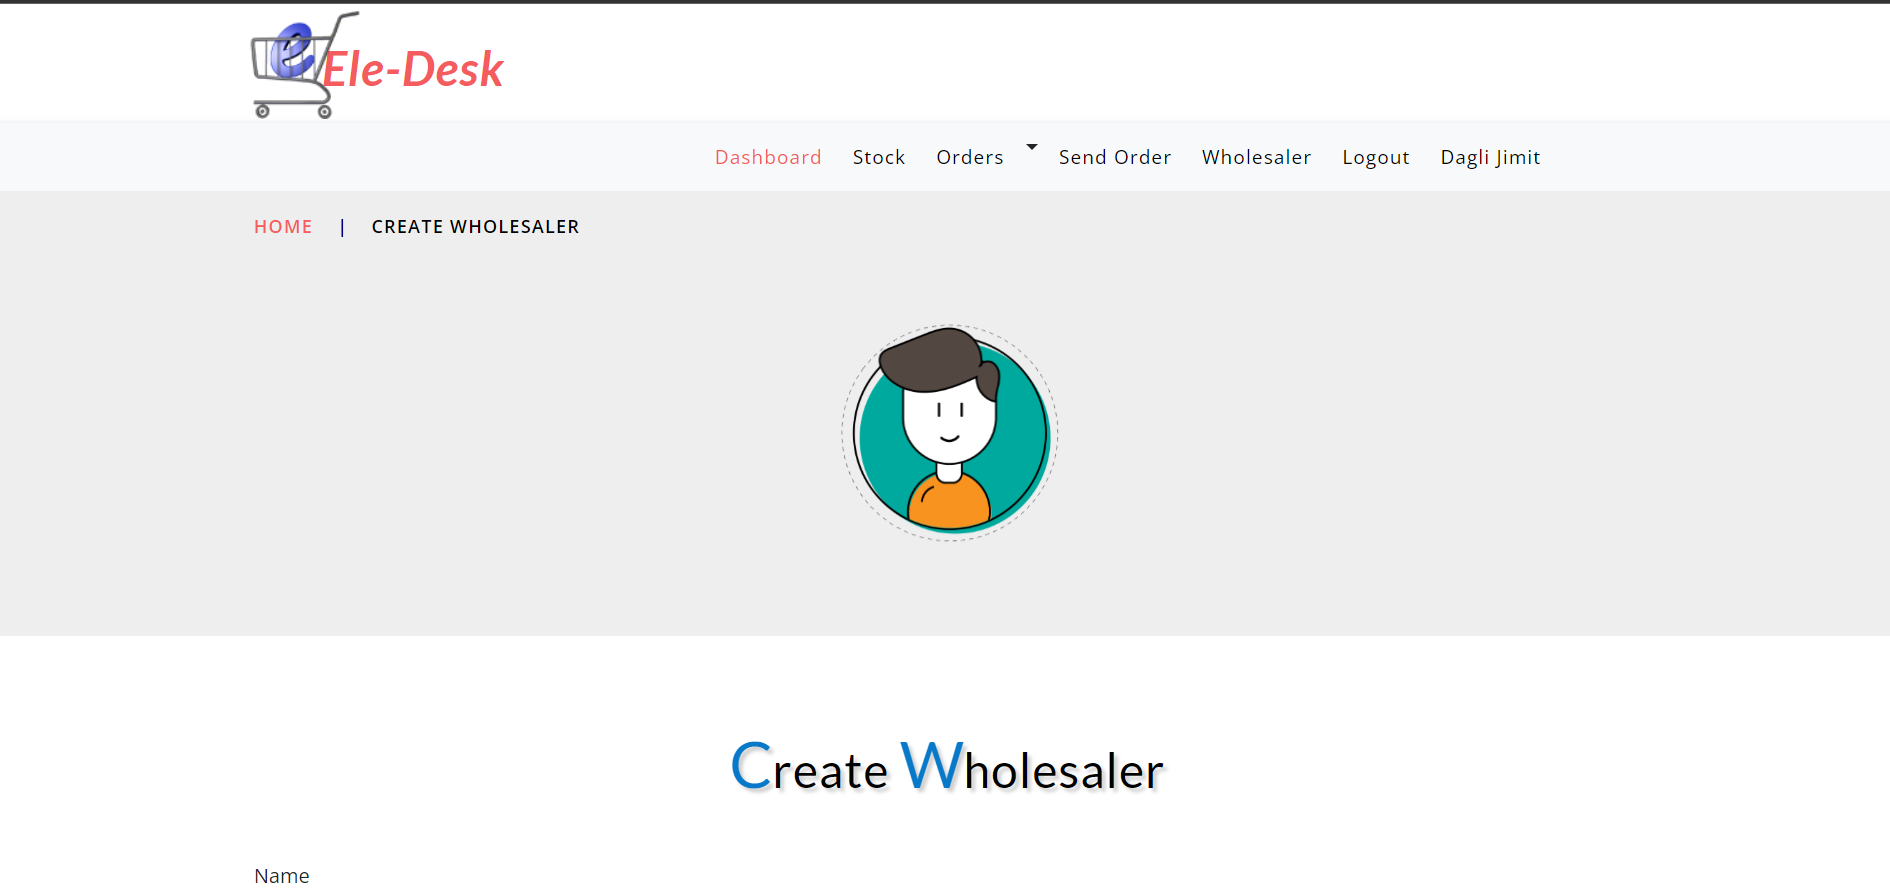 e Ele-Desk
Dashboard Stock Orders Send Order Wholesaler Logout Dagli Jimit
HOME | CREATE WHOLESALER
Create Wholesaler
Name